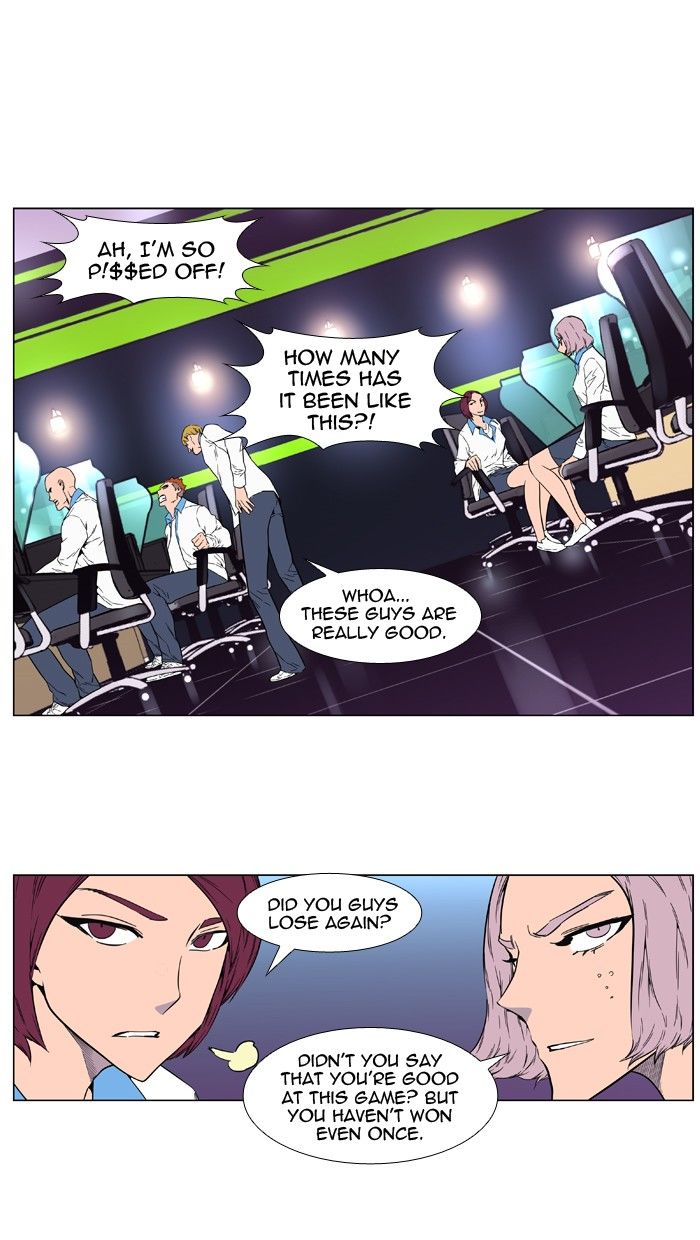 AH, I'M SO
P!$$ED OFF!
HOW MANY
TIMES HAS
IT BEEN LIKE
THIS?!
WHOA...
THESE GUYS ARE
REALLY GOOD.
DID YOU GUYS
LOSE AGAIN?
DIDN'T YOU SAY
THAT YOU'RE GOOD
AT THIS GAME? BUT
YOU HAVEN'T WON
EVEN ONCE.